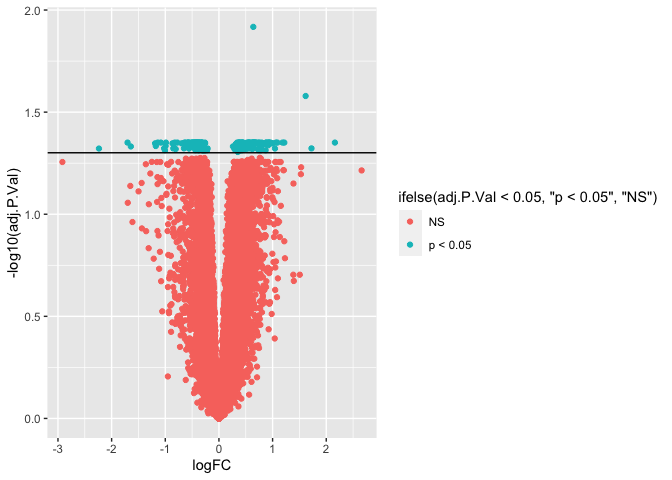 2.0
1.5
1.0
0.5
0.0
-log10(adj.P.Val)
-3 -2 -1 0 1 2
logFC
ifelse(adj.P.Val < 0.05, "p < 0.05", "NS")
NS
p < 0.05